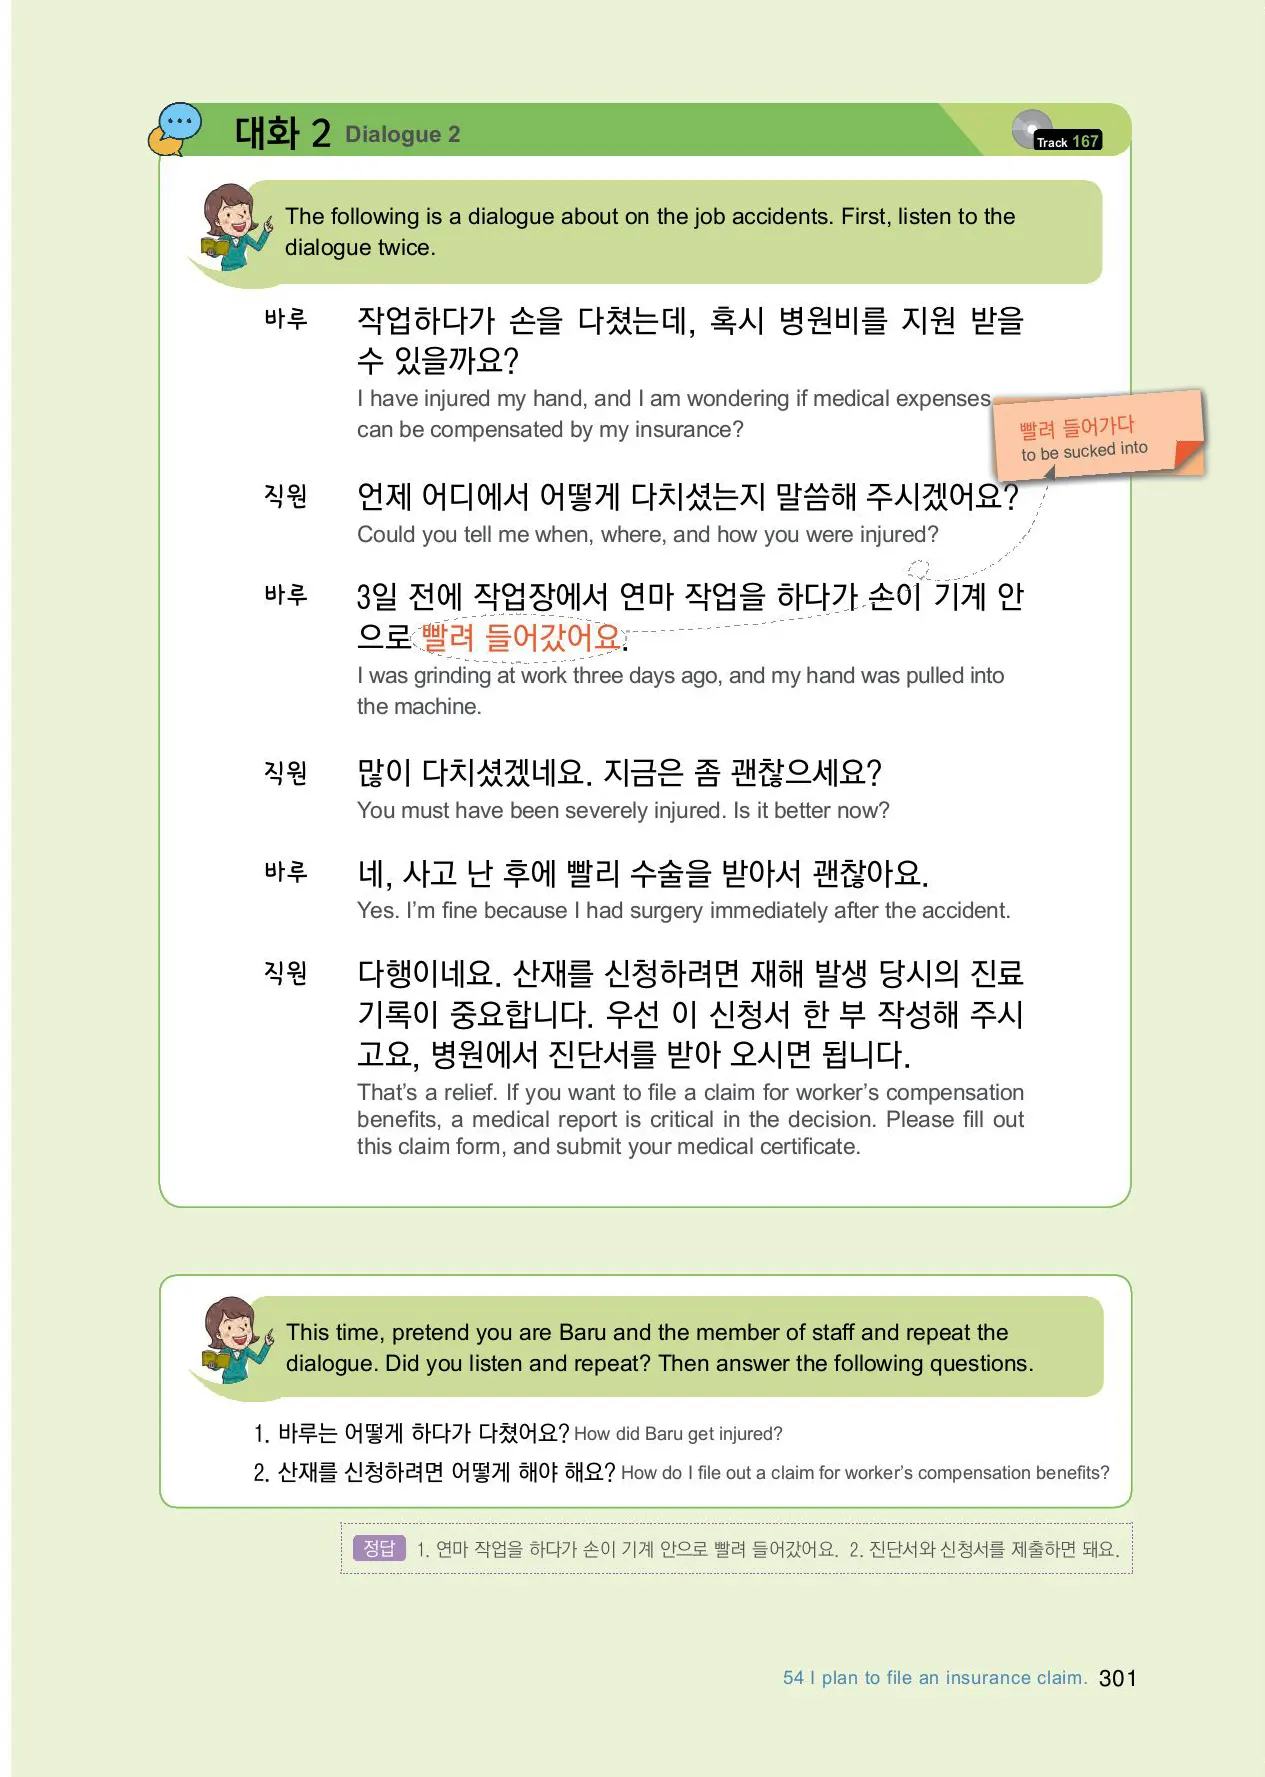 대화 2 Dialogue 2
Track 167
The following is a dialogue about on the job accidents. First, listen to the
dialogue twice.
바루 작업하다가 손을 다쳤는데, 혹시 병원비를 지원 받을
수 있을까요?
I have injured my hand, and I am wondering if medical expenses
can be compensated by my insurance?
빨려 들어가다
to be sucked into
직원 언제 어디에서 어떻게 다치셨는지 말씀해 주시겠어요?
Could you tell me when, where, and how you were injured?
바루 3일 전에 작업장에서 연마 작업을 하다가 손이 기계 안
으로 빨려 들어갔어요.
I was grinding at work three days ago, and my hand was pulled into
the machine.
직원 많이 다치셨겠네요. 지금은 좀 괜찮으세요?
You must have been severely injured. Is it better now?
바루 네, 사고 난 후에 빨리 수술을 받아서 괜찮아요.
Yes. I’m fine because I had surgery immediately after the accident.
직원 다행이네요. 산재를 신청하려면 재해 발생 당시의 진료
기록이 중요합니다. 우선 이 신청서 한 부 작성해 주시
고요, 병원에서 진단서를 받아 오시면 됩니다.
That’s a relief. If you want to file a claim for worker’s compensation
benefits, a medical report is critical in the decision. Please fill out
this claim form, and submit your medical certificate.
This time, pretend you are Baru and the member of staff and repeat the
dialogue. Did you listen and repeat? Then answer the following questions.
1. 바루는 어떻게 하다가 다쳤어요? How did Baru get injured?
2. 산재를 신청하려면 어떻게 해야 해요? How do I file out a claim for worker’s compensation benefits?
정답 1. 연마 작업을 하다가 손이 기계 안으로 빨려 들어갔어요. 2. 진단서와 신청서를 제출하면 돼요.
54 I plan to file an insurance claim. 301